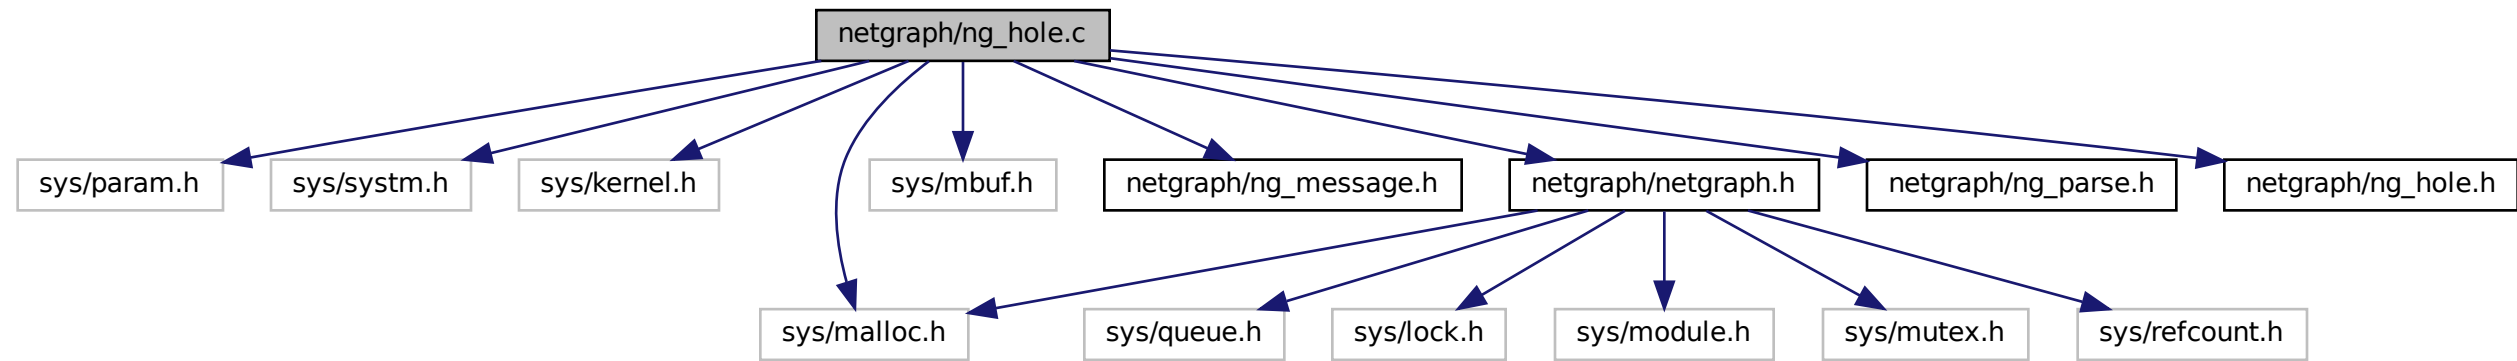 netgraph/ng_hole.c
sys/param.h
sys/systm.h
sys/kernel.h
sys/mbuf.h
netgraph/ng_message.h
netgraph/netgraph.h
netgraph/ng_parse.h
netgraph/ng_hole.h
sys/malloc.h
sys/queue.h
sys/lock.h
sys/module.h
sys/mutex.h
sys/refcount.h